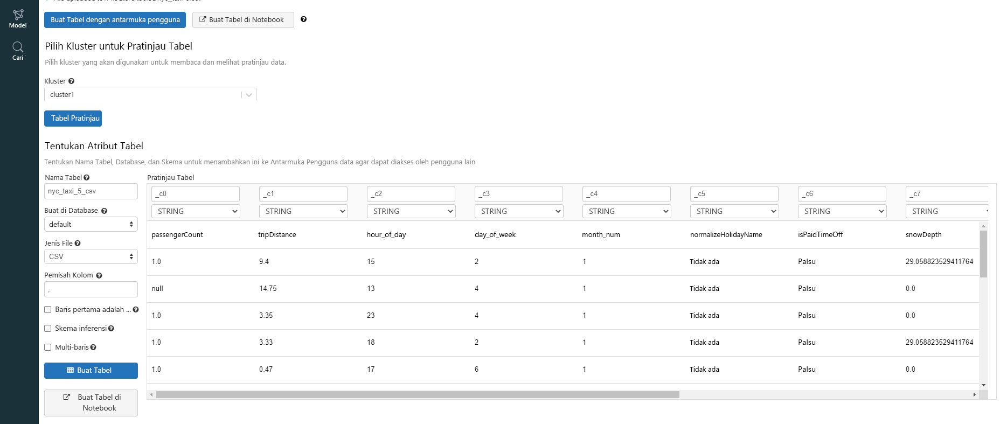 Model
Cari
Buat Tabel dengan antarmuka pengguna
Buat Tabel di Notebook
Pilih Kluster untuk Pratinjau Tabel
Pilih kluster yang akan digunakan untuk membaca dan melihat pratinjau data.
Kluster
cluster1
Tabel Pratinjau
Tentukan Atribut Tabel
Tentukan Nama Tabel, Database, dan Skema untuk menambahkan ini ke Antarmuka Pengguna data agar dapat diakses oleh pengguna lain
Nama Tabel
nyc_taxi_5_csv
Buat di Database
default
Jenis File
CSV
Pemisah Kolom
,
Baris pertama adalah ...
Skema inferensi
Multi-baris
Buat Tabel
Buat Tabel di
Notebook
Pratinjau Tabel
_c0 _c1 _c2 _c3 _c4 _c5 _c6 _c7
STRING STRING STRING STRING STRING STRING STRING STRING
passengerCount tripDistance hour_of_day day_of_week month_num normalizeHolidayName isPaidTimeOff snowDepth
1.0 9.4 15 2 1 Tidak ada Palsu 29.058823529411764
null 14.75 13 4 1 Tidak ada Palsu 0.0
1.0 3.35 23 4 1 Tidak ada Palsu 0.0
1.0 3.33 18 2 1 Tidak ada Palsu 29.058823529411764
1.0 0.47 17 6 1 Tidak ada Palsu 0.0